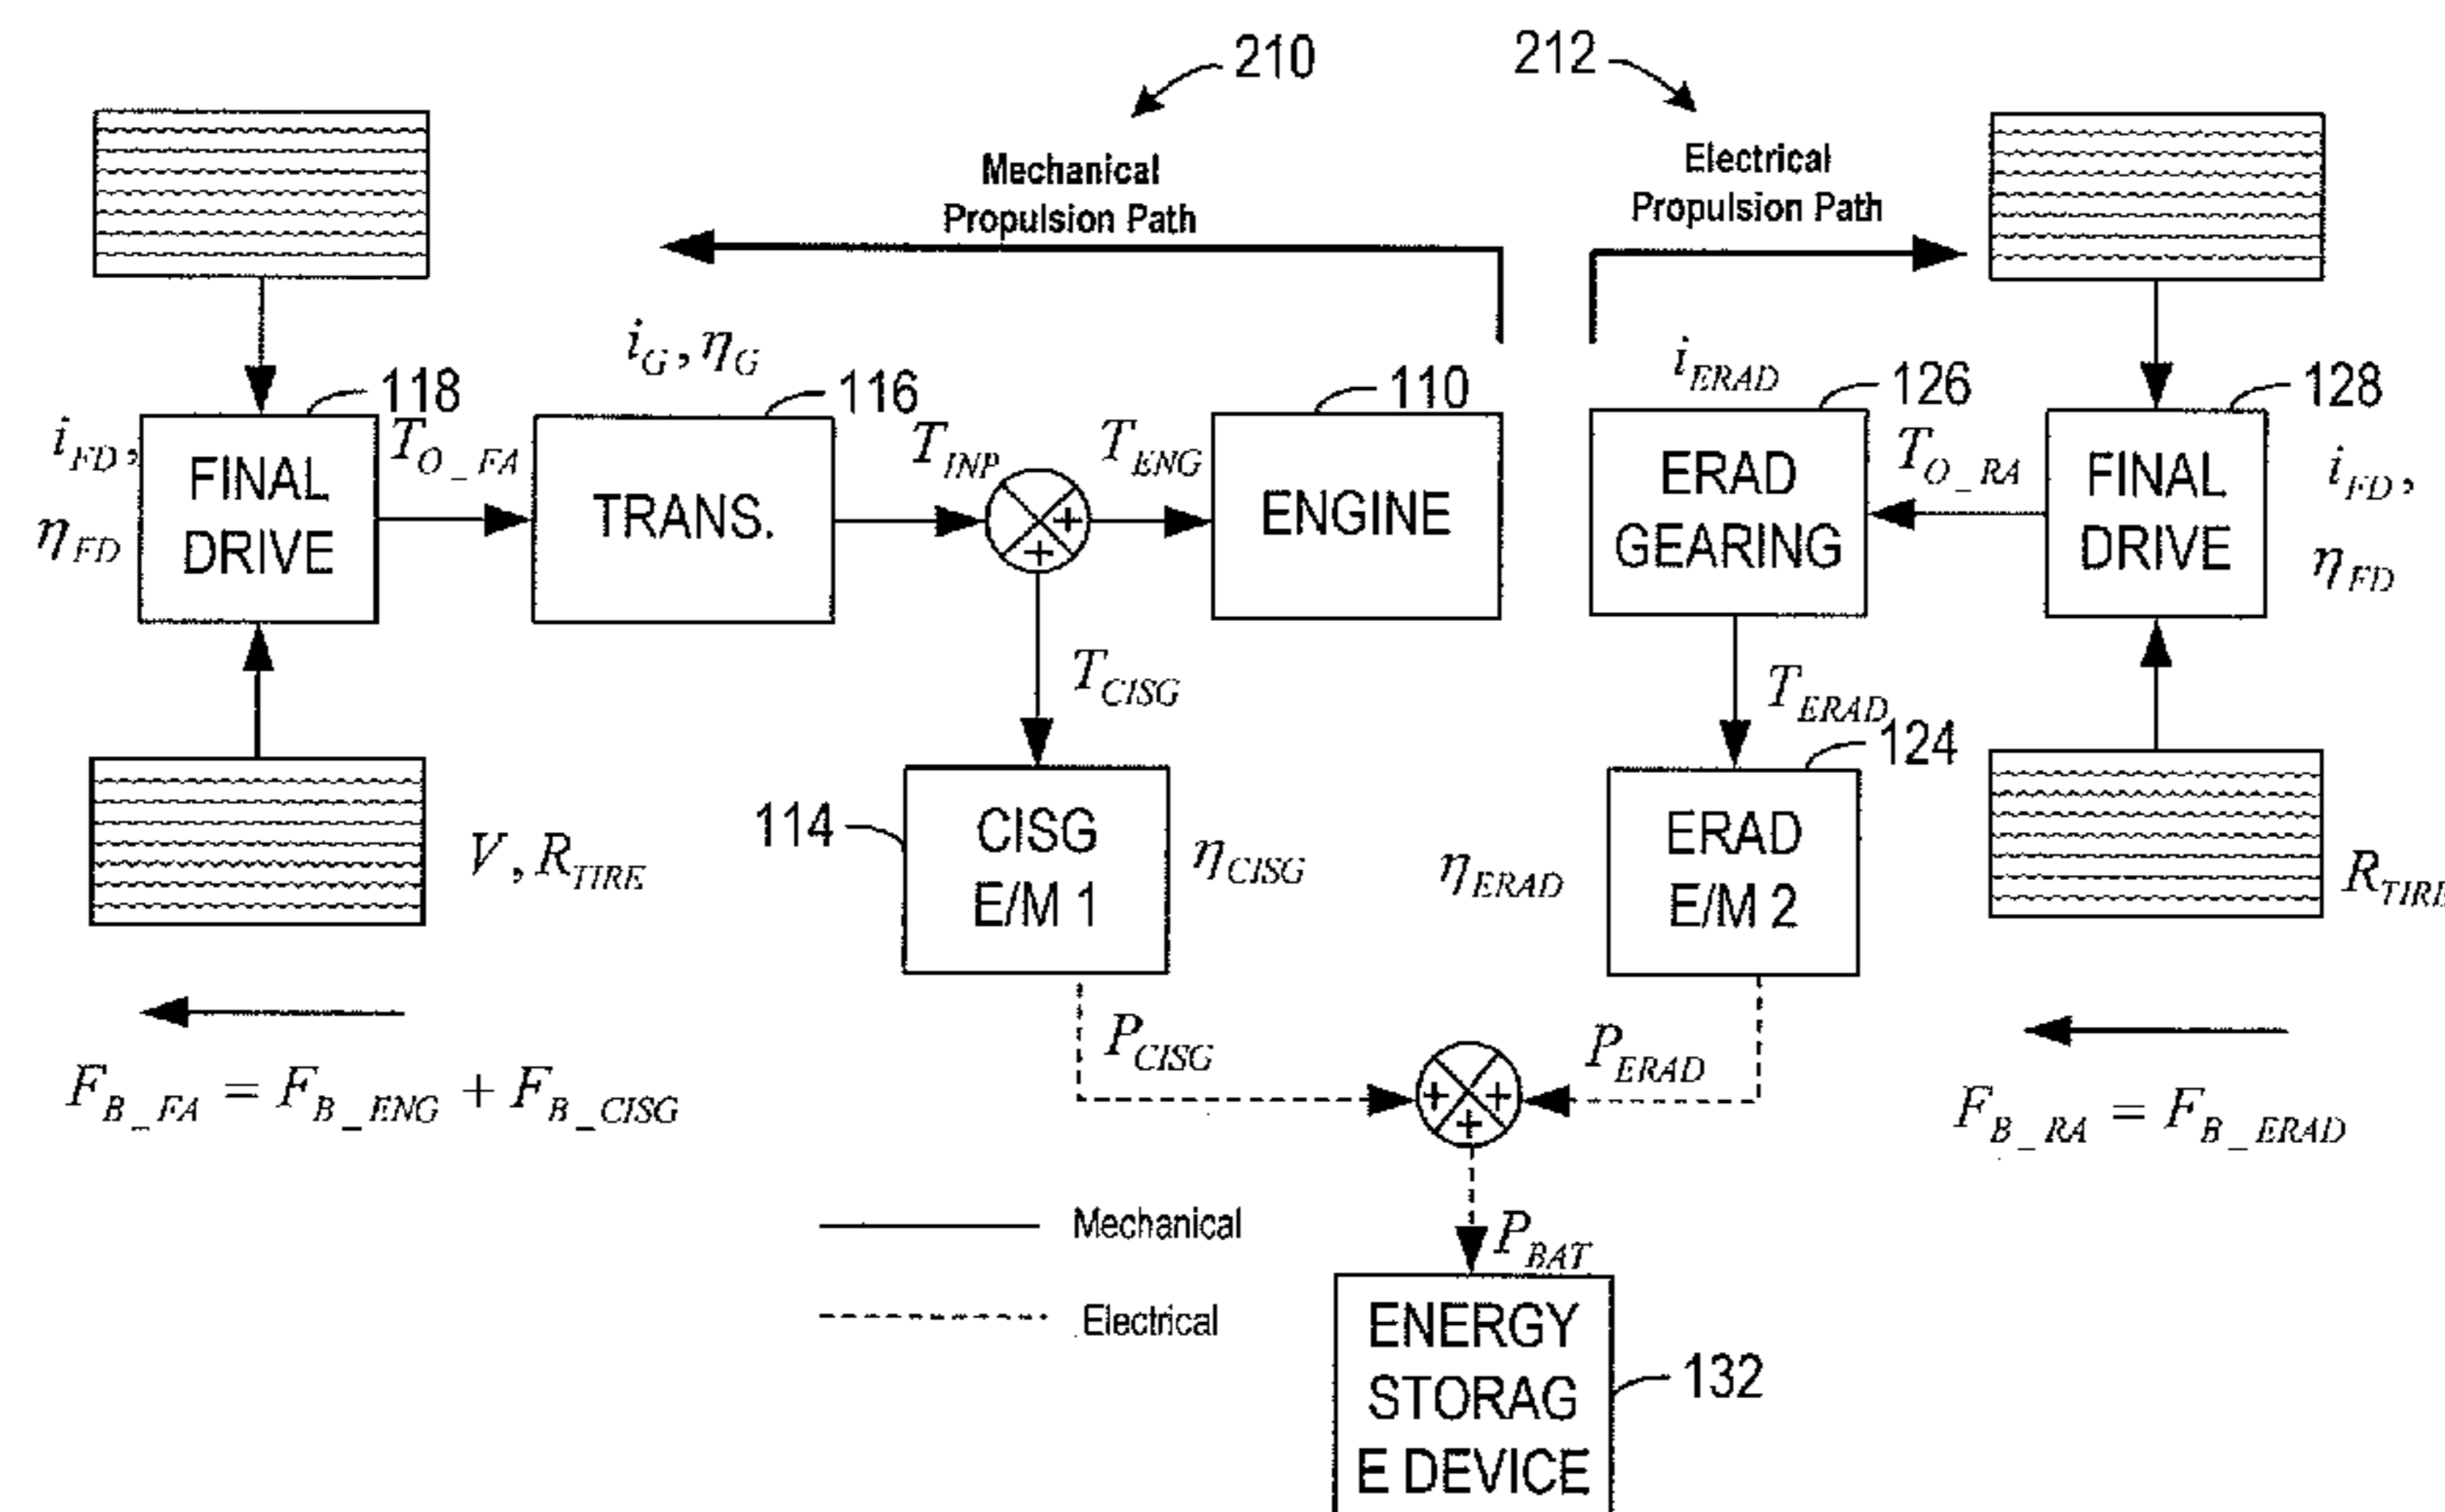 210
212
Mechanical
Propulsion Path
Electrical
Propulsion Path
i_G, η_G
i_ERAD
118
116
110
126
128
i_FD,
η_FD
FINAL
DRIVE
T_O_FA
TRANS.
T_INP
T_ENG
ENGINE
ERAD
GEARING
T_O_RA
FINAL
DRIVE
i_FD,
η_FD
T_CISG
T_ERAD
124
114
CISG
E/M 1
η_CISG
η_ERAD
ERAD
E/M 2
V, R_TIRE
R_TIRE
P_CISG
P_ERAD
F_B_FA = F_B_ENG + F_B_CISG
F_B_RA = F_B_ERAD
Mechanical
Electrical
P_BAT
ENERGY
STORAG
E DEVICE
132